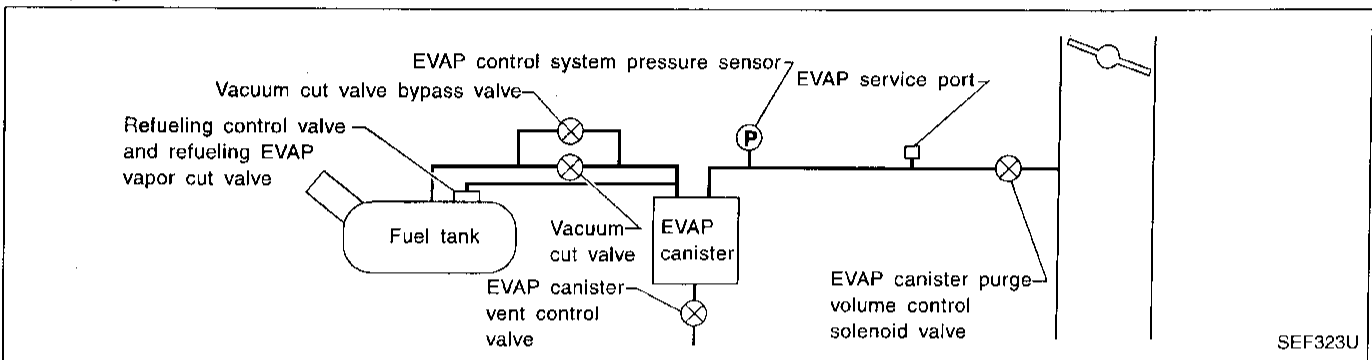 EVAP control system pressure sensor
EVAP service port
Vacuum cut valve bypass valve
Refueling control valve
and refueling EVAP
vapor cut valve
P
Fuel tank
Vacuum
cut valve
EVAP
canister
EVAP canister
vent control
valve
EVAP canister purge
volume control
solenoid valve
SEF323U